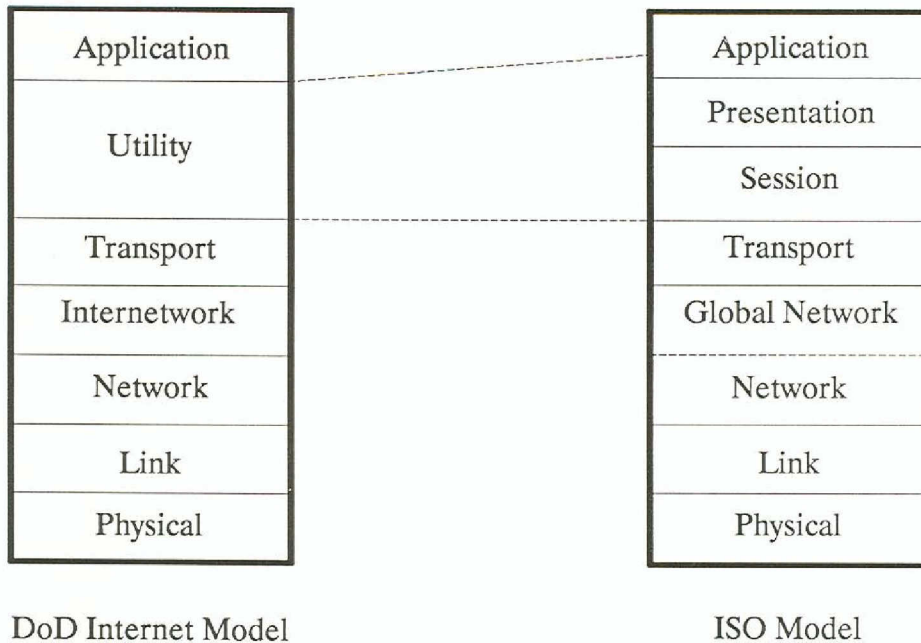 Application
Utility
Transport
Internetwork
Network
Link
Physical
DoD Internet Model
Application
Presentation
Session
Transport
Global Network
Network
Link
Physical
ISO Model